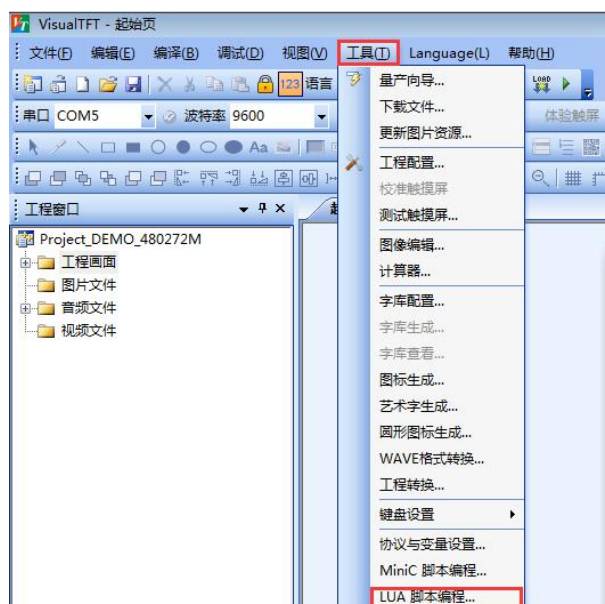 VT VisualTFT - 起始页
文件(F) 编辑(E) 编译(B) 调试(D) 视图(V) 工具(T) Language(L) 帮助(H)
123 语言 LOAD
串口 COM5 波特率 9600 体验触屏
Aa
工程窗口
Project_DEMO_480272M
工程画面
图片文件
音频文件
视频文件
量产向导...
下载文件...
更新图片资源...
工程配置...
校准触摸屏
测试触摸屏...
图像编辑...
计算器...
字库配置...
字库生成...
字库查看...
图标生成...
艺术字生成...
圆形图标生成...
WAVE格式转换...
工程转换...
键盘设置
协议与变量设置...
MiniC 脚本编程...
LUA 脚本编程...